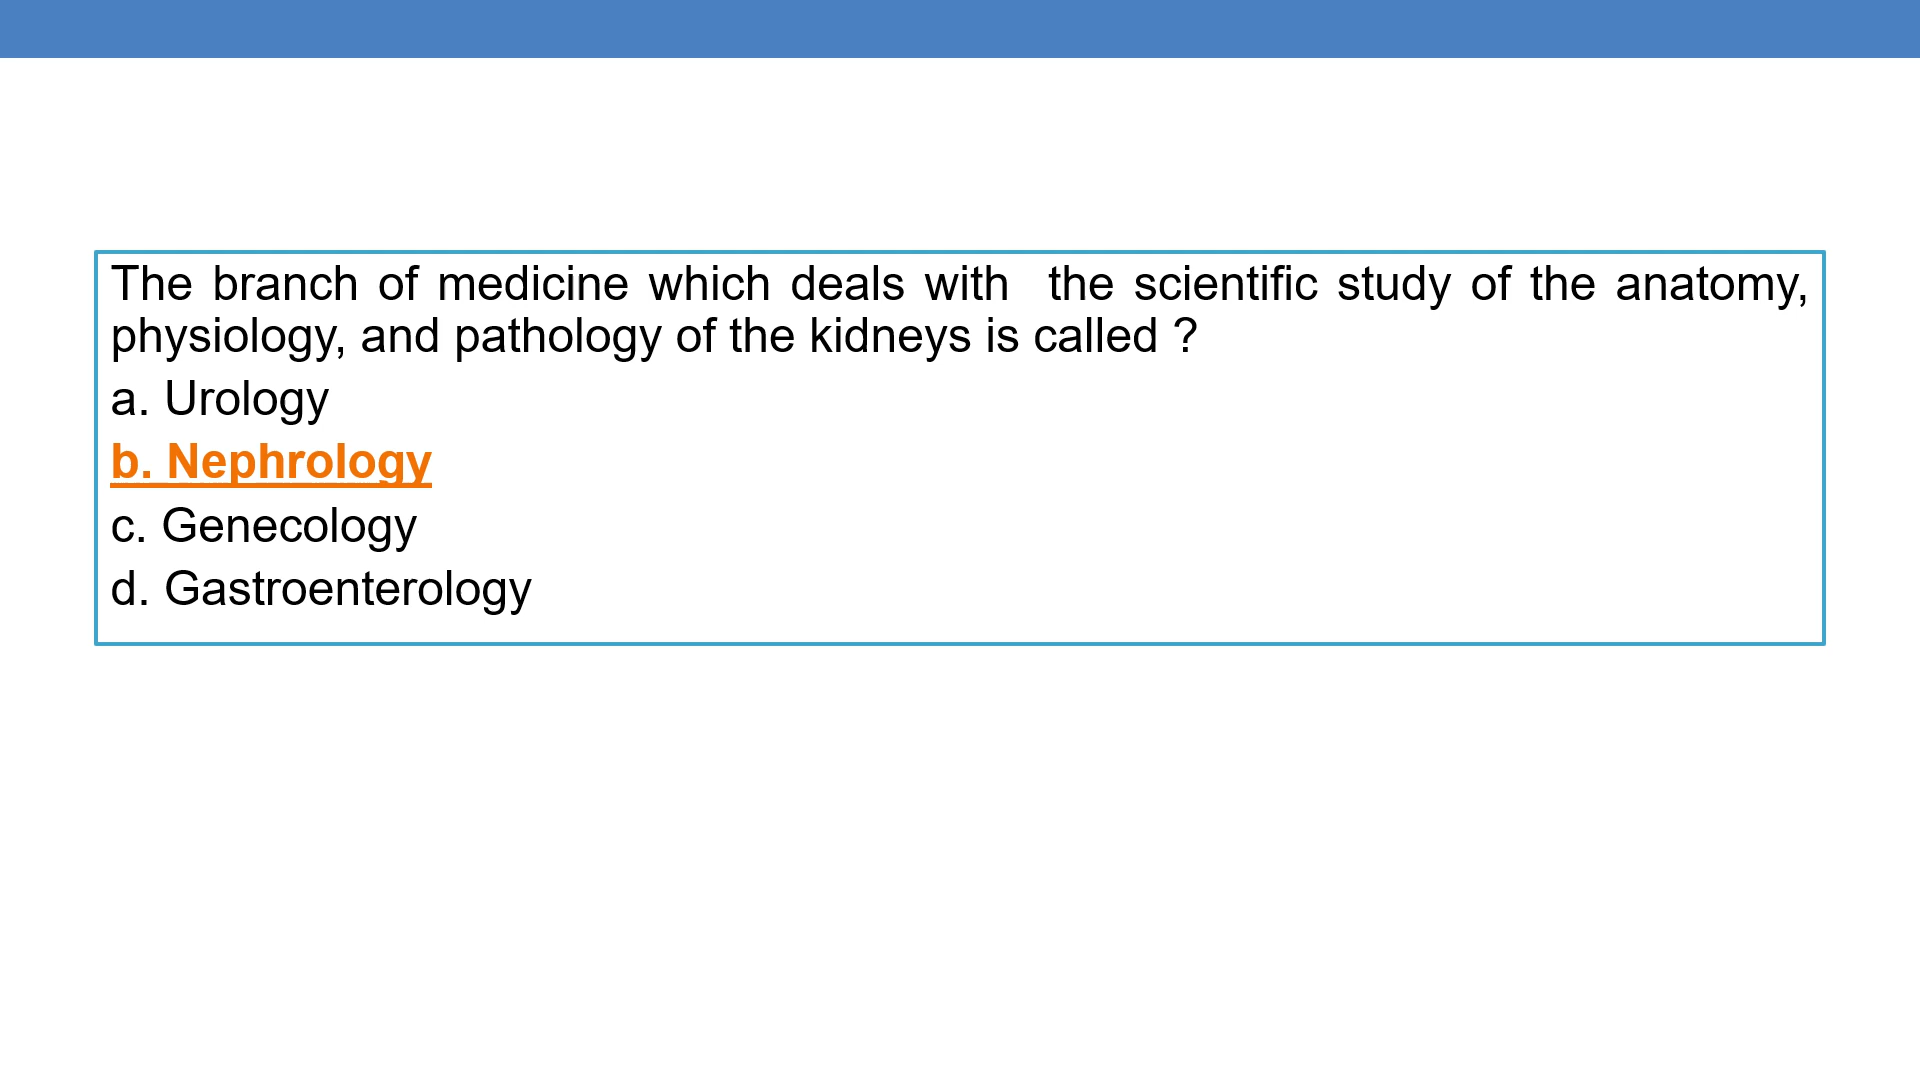 The branch of medicine which deals with  the scientific study of the anatomy,
physiology, and pathology of the kidneys is called ?
a. Urology
b. Nephrology
c. Genecology
d. Gastroenterology